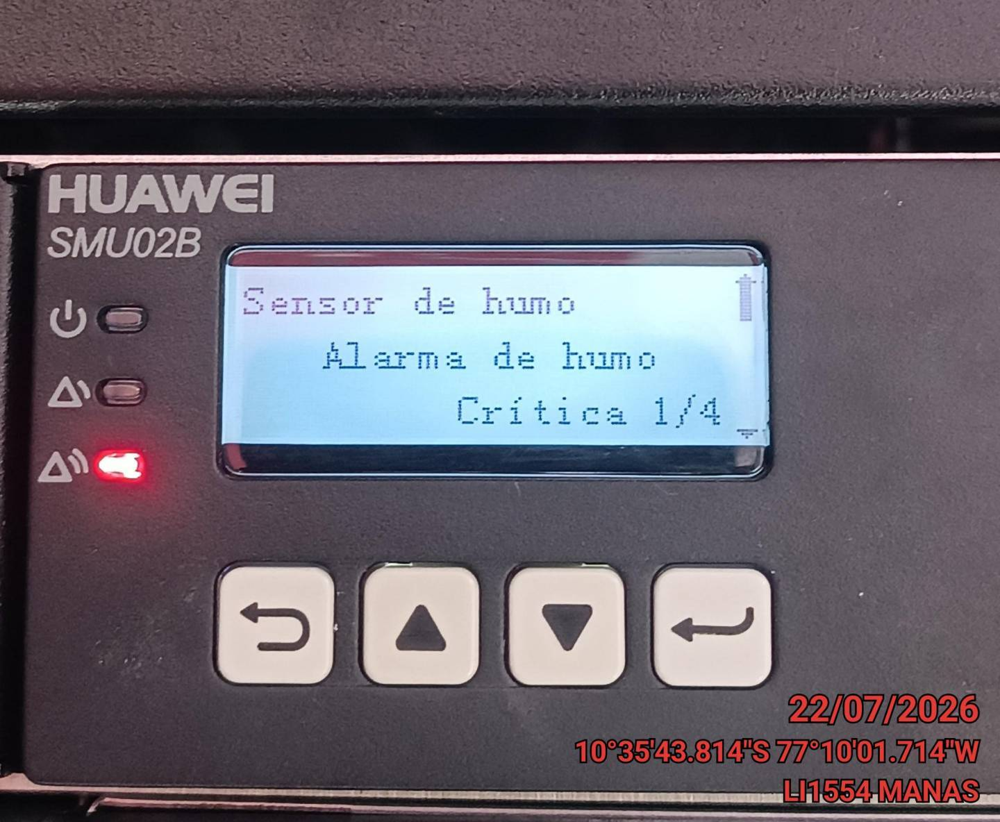 HUAWEI
SMU02B
Sensor de humo
Alarma de humo
Crítica 1/4
22/07/2026
10°35'43.814"S 77°10'01.714"W
LI1554 MANAS